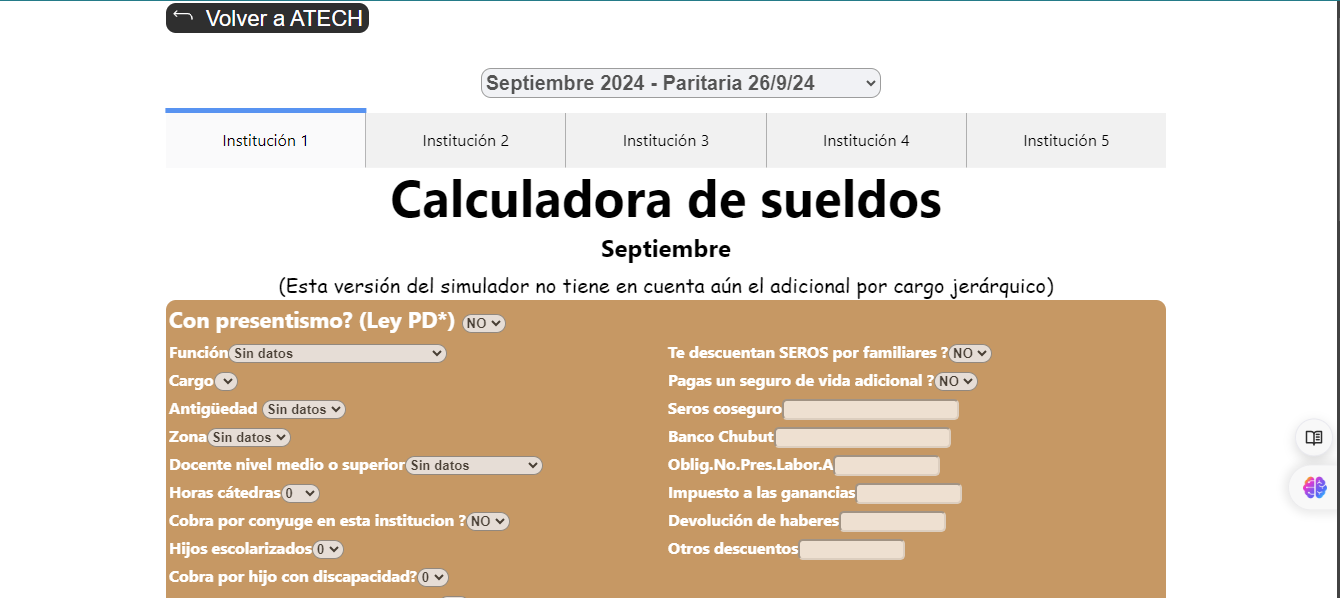 Volver a ATECH
Septiembre 2024 - Paritaria 26/9/24
Institución 1
Institución 2
Institución 3
Institución 4
Institución 5
Calculadora de sueldos
Septiembre
(Esta versión del simulador no tiene en cuenta aún el adicional por cargo jerárquico)
Con presentismo? (Ley PD*) NO
Función Sin datos
Cargo
Antigüedad Sin datos
Zona Sin datos
Docente nivel medio o superior Sin datos
Horas cátedras 0
Cobra por conyuge en esta institucion ? NO
Hijos escolarizados 0
Cobra por hijo con discapacidad? 0
Te descuentan SEROS por familiares ? NO
Pagas un seguro de vida adicional ? NO
Seros coseguro
Banco Chubut
Oblig.No.Pres.Labor.A
Impuesto a las ganancias
Devolución de haberes
Otros descuentos